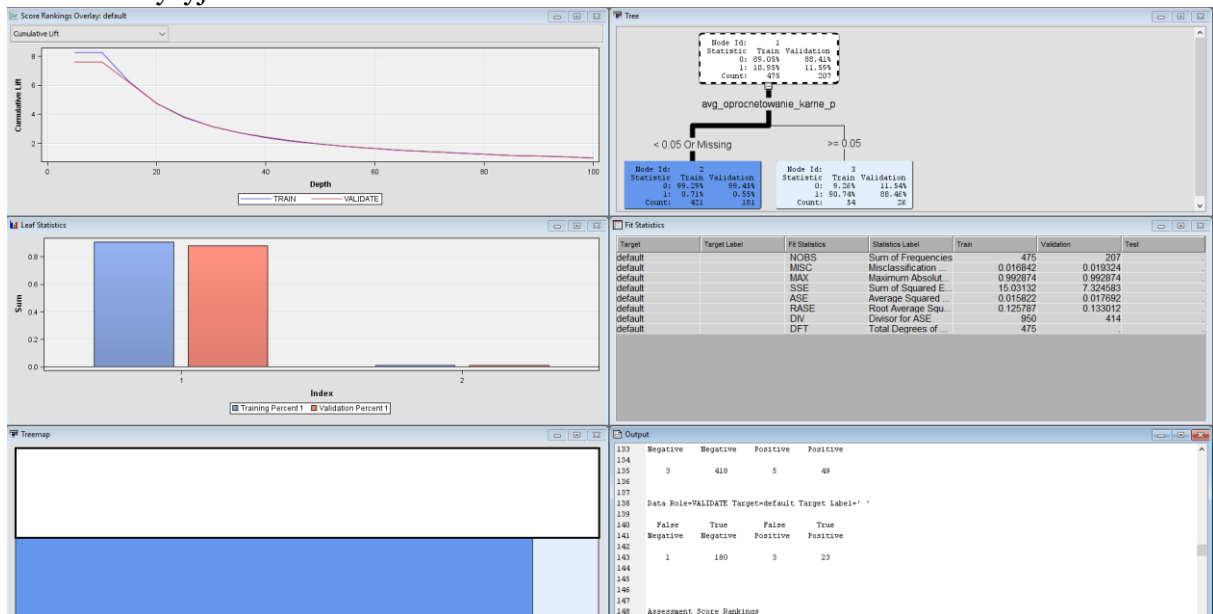 Score Rankings Overlay: default
Cumulative Lift
Cumulative Lift
8
6
4
2
0 20 40 60 80 100
Depth
TRAIN VALIDATE
Tree
Node Id: 1
Statistic Train Validation
0: 89.05% 88.41%
1: 10.95% 11.59%
Count: 475 207
avg_oprocnetowanie_karne_p
< 0.05 Or Missing >= 0.05
Node Id: 2
Statistic Train Validation
0: 99.29% 99.45%
1: 0.71% 0.55%
Count: 421 181
Node Id: 3
Statistic Train Validation
0: 9.26% 11.54%
1: 90.74% 88.46%
Count: 54 26
Leaf Statistics
Sum
0.8
0.6
0.4
0.2
0.0
1 2
Index
Training Percent 1 Validation Percent 1
Fit Statistics
Target Target Label Fit Statistics Statistics Label Train Validation Test
default NOBS Sum of Frequencies 475 207 .
default MISC Misclassification ... 0.016842 0.019324 .
default MAX Maximum Absolut... 0.992874 0.992874 .
default SSE Sum of Squared E... 15.03132 7.324583 .
default ASE Average Squared ... 0.015822 0.017692 .
default RASE Root Average Squ... 0.125787 0.133012 .
default DIV Divisor for ASE 950 414 .
default DFT Total Degrees of ... 475 . .
Treemap
Output
133 Negative Negative Positive Positive
134
135 3 418 5 49
136
137
138 Data Role=VALIDATE Target=default Target Label=' '
139
140 False True False True
141 Negative Negative Positive Positive
142
143 1 180 3 23
144
145
146
147
148 Assessment Score Rankings